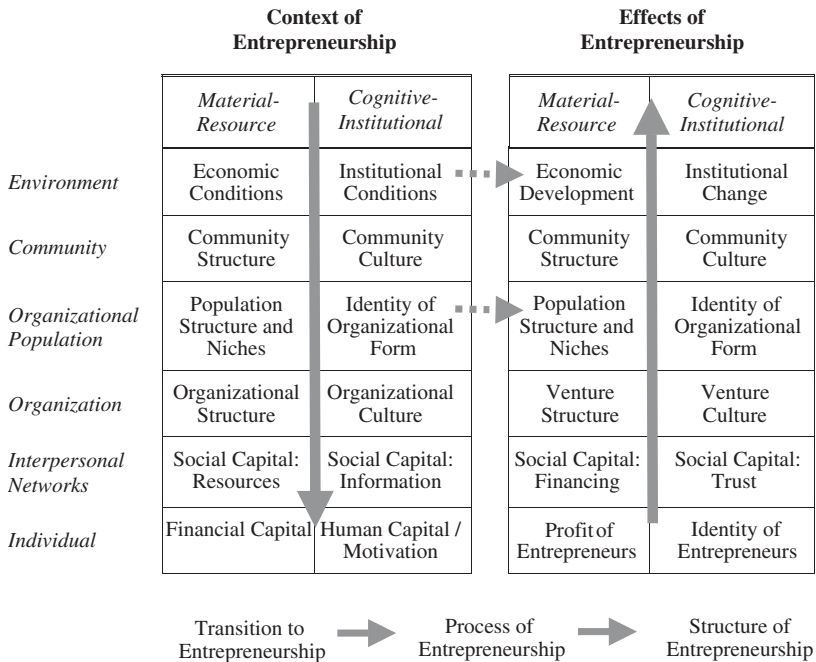 Context of
Entrepreneurship
Effects of
Entrepreneurship
Material-
Resource
Cognitive-
Institutional
Material-
Resource
Cognitive-
Institutional
Environment
Economic
Conditions
Institutional
Conditions
Economic
Development
Institutional
Change
Community
Community
Structure
Community
Culture
Community
Structure
Community
Culture
Organizational
Population
Population
Structure and
Niches
Identity of
Organizational
Form
Population
Structure and
Niches
Identity of
Organizational
Form
Organization
Organizational
Structure
Organizational
Culture
Venture
Structure
Venture
Culture
Interpersonal
Networks
Social Capital:
Resources
Social Capital:
Information
Social Capital:
Financing
Social Capital:
Trust
Individual
Financial Capital
Human Capital /
Motivation
Profit of
Entrepreneurs
Identity of
Entrepreneurs
Transition to
Entrepreneurship
Process of
Entrepreneurship
Structure of
Entrepreneurship